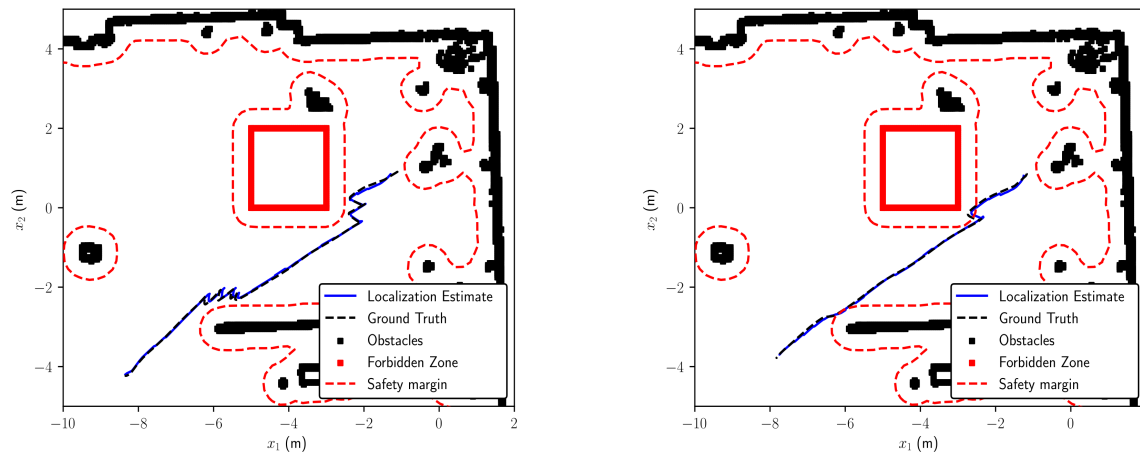 4
2
0
−2
−4
x₂ (m)
−10
−8
−6
−4
−2
0
2
x₁ (m)
Localization Estimate
Ground Truth
Obstacles
Forbidden Zone
Safety margin
4
2
0
−2
−4
x₂ (m)
−10
−8
−6
−4
−2
0
x₁ (m)
Localization Estimate
Ground Truth
Obstacles
Forbidden Zone
Safety margin